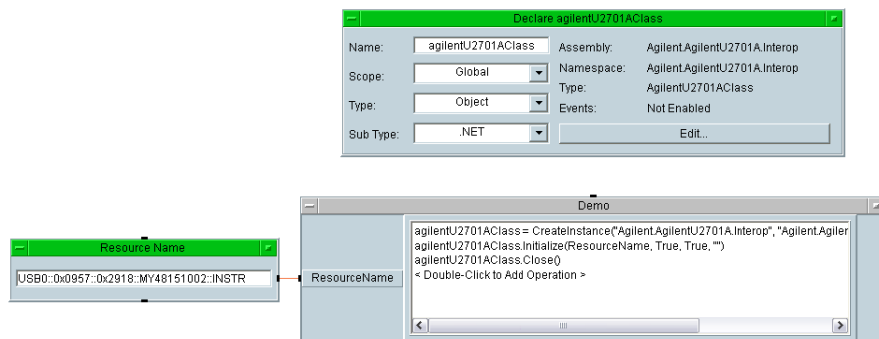 Declare agilentU2701AClass
Name: agilentU2701AClass Assembly: Agilent.AgilentU2701A.Interop
Scope: Global Namespace: Agilent.AgilentU2701A.Interop
Type: AgilentU2701AClass
Type: Object Events: Not Enabled
Sub Type: .NET Edit...
Demo
agilentU2701AClass = CreateInstance("Agilent.AgilentU2701A.Interop", "Agilent.Agiler
agilentU2701AClass.Initialize(ResourceName, True, True, "")
agilentU2701AClass.Close()
< Double-Click to Add Operation >
Resource Name
USB0::0x0957::0x2918::MY48151002::INSTR
ResourceName